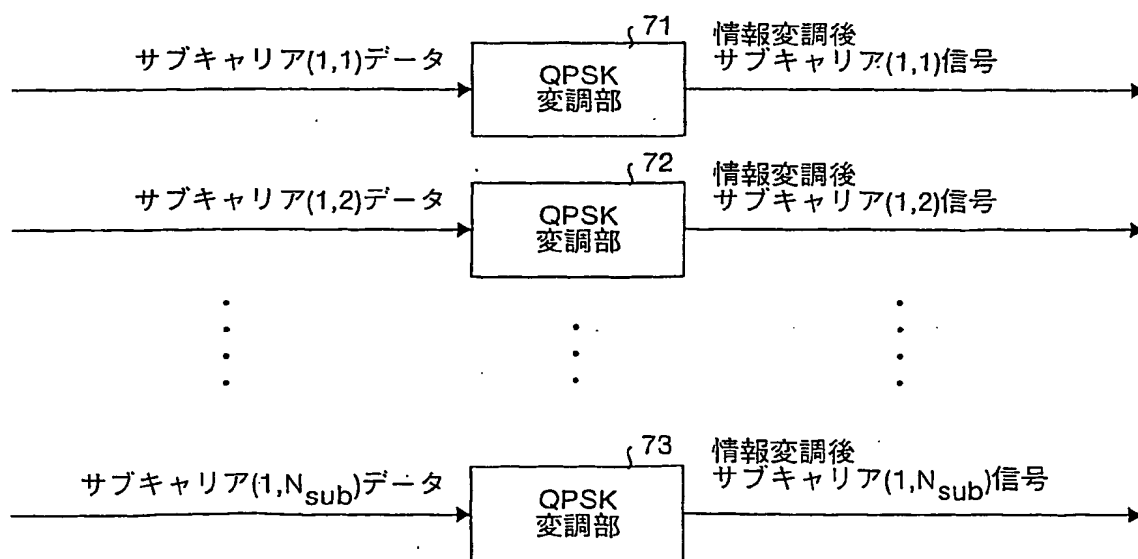 71
サブキャリア(1,1)データ
QPSK
変調部
情報変調後
サブキャリア(1,1)信号
72
サブキャリア(1,2)データ
QPSK
変調部
情報変調後
サブキャリア(1,2)信号
73
サブキャリア(1,Nsub)データ
QPSK
変調部
情報変調後
サブキャリア(1,Nsub)信号